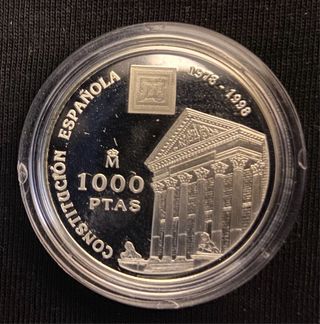 CONSTITUCIÓN ESPAÑOLA
1978 - 1998
M
1000
PTAS